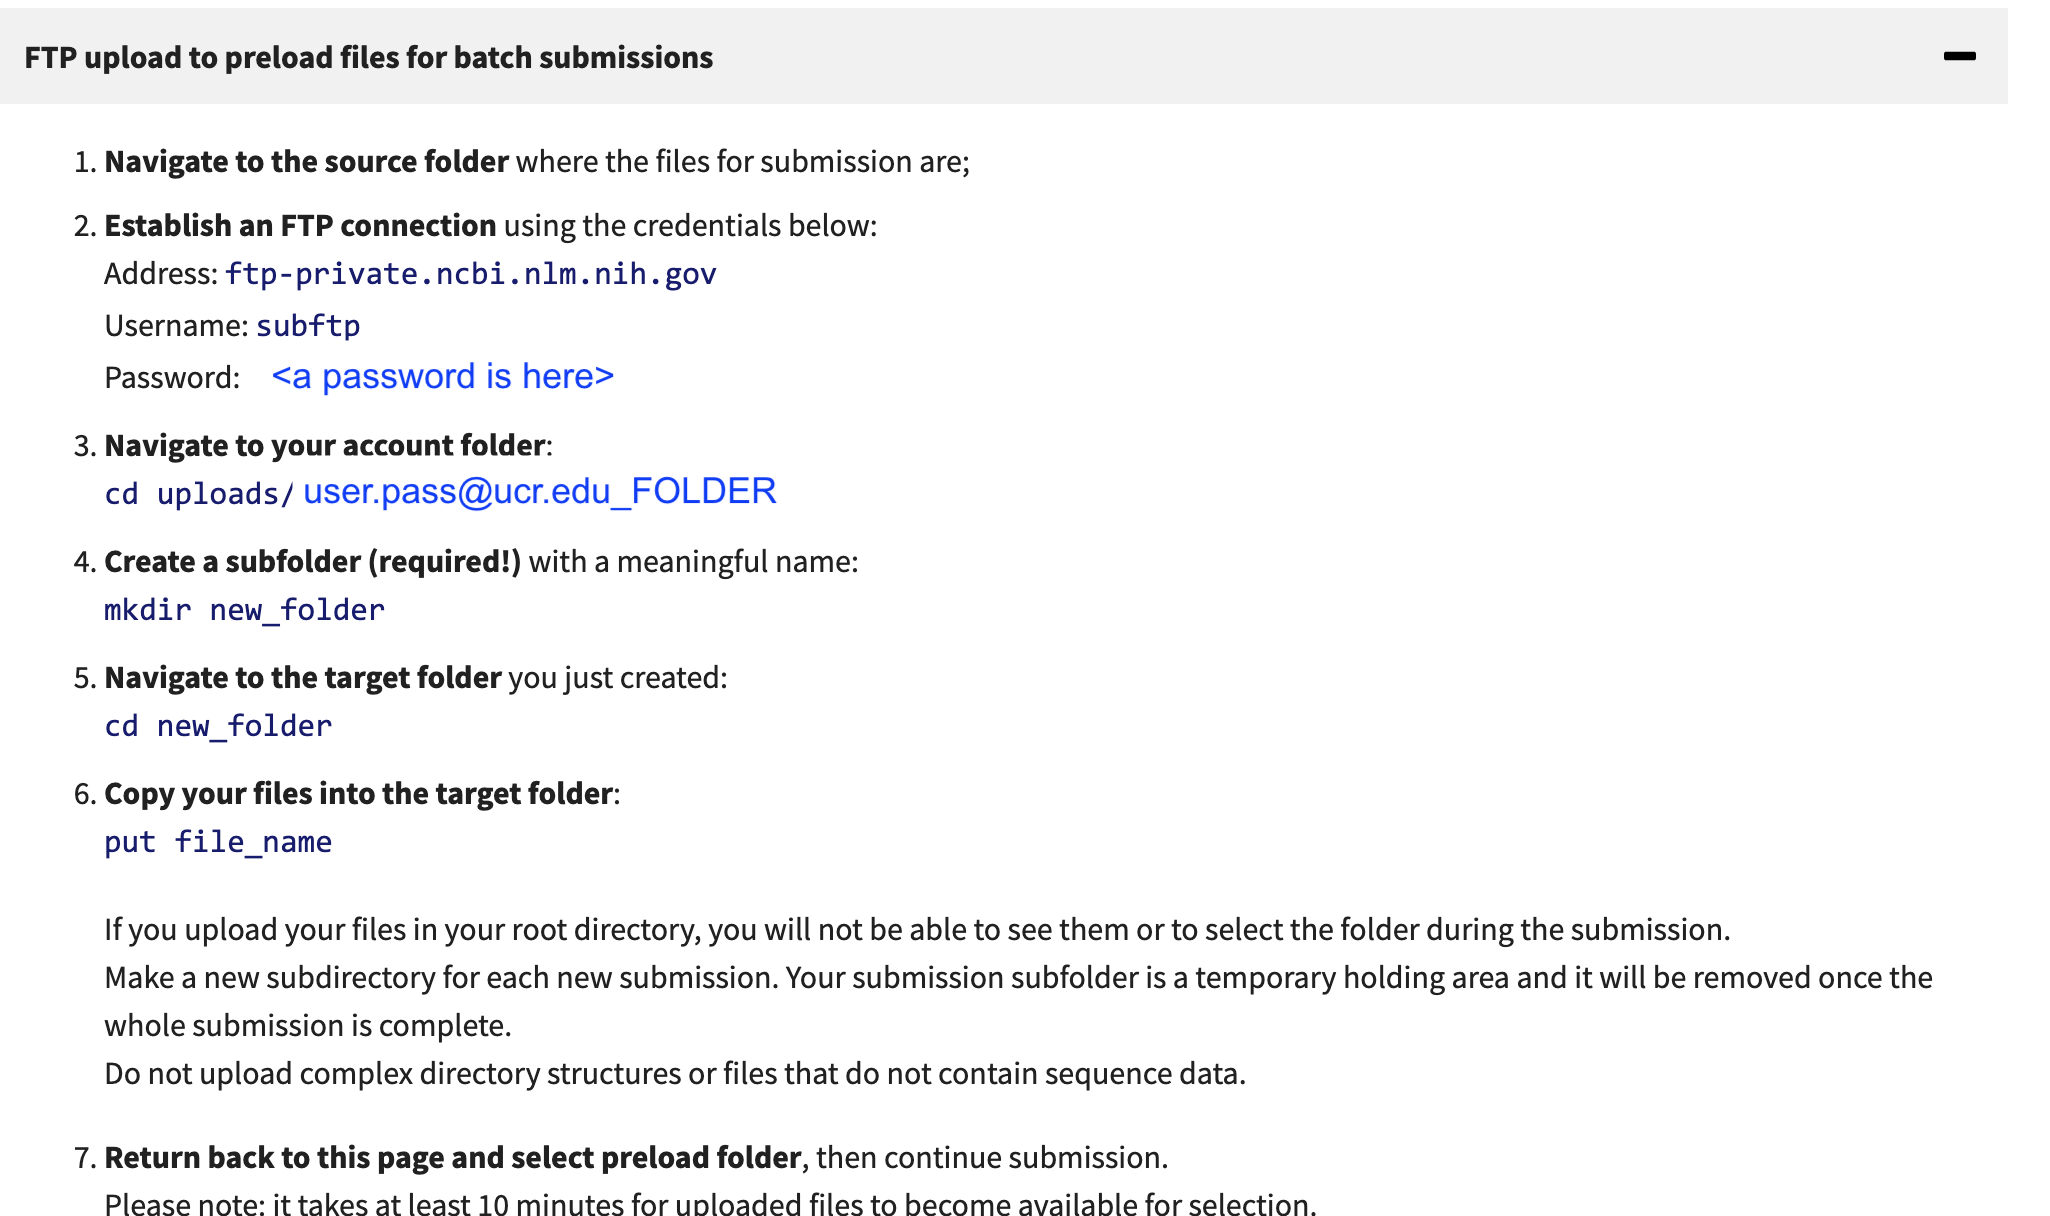 FTP upload to preload files for batch submissions
1. Navigate to the source folder where the files for submission are;
2. Establish an FTP connection using the credentials below:
Address: ftp-private.ncbi.nlm.nih.gov
Username: subftp
Password: <a password is here>
3. Navigate to your account folder:
cd uploads/ user.pass@ucr.edu_FOLDER
4. Create a subfolder (required!) with a meaningful name:
mkdir new_folder
5. Navigate to the target folder you just created:
cd new_folder
6. Copy your files into the target folder:
put file_name
If you upload your files in your root directory, you will not be able to see them or to select the folder during the submission.
Make a new subdirectory for each new submission. Your submission subfolder is a temporary holding area and it will be removed once the
whole submission is complete.
Do not upload complex directory structures or files that do not contain sequence data.
7. Return back to this page and select preload folder, then continue submission.
Please note: it takes at least 10 minutes for uploaded files to become available for selection.